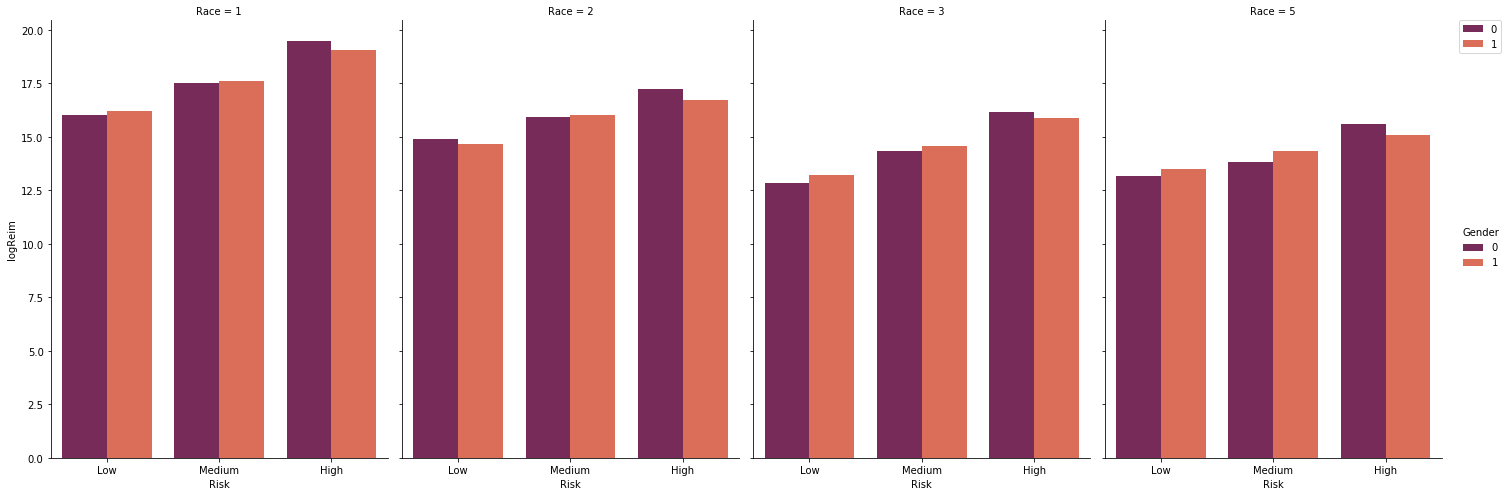 Race = 1
Race = 2
Race = 3
Race = 5
0
1
20.0
17.5
15.0
12.5
10.0
7.5
5.0
2.5
0.0
logReim
Gender
0
1
Low Medium High
Risk
Low Medium High
Risk
Low Medium High
Risk
Low Medium High
Risk